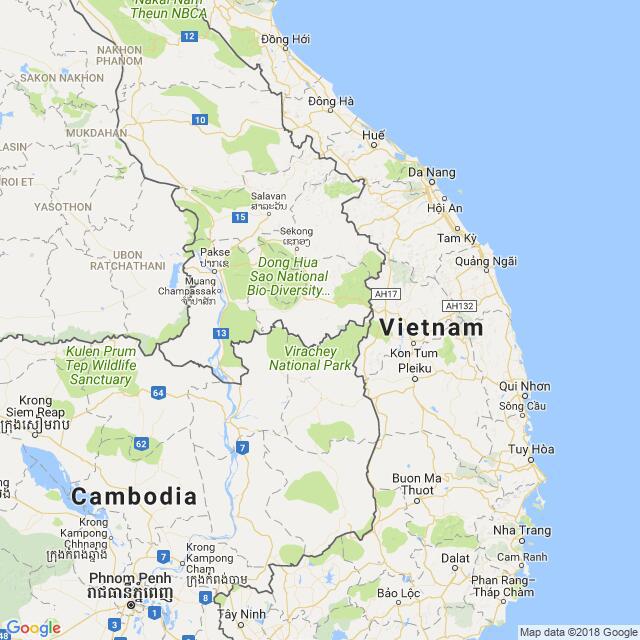 Nakai-Nam
Theun NBCA
12
Đồng Hới
NAKHON
PHANOM
SAKON NAKHON
Đông Hà
10
MUKDAHAN
Huế
Da Nang
ROI ET
Salavan
ສາລະວັນ
YASOTHON
15
Hội An
Sekong
ເຊກອງ
Tam Kỳ
UBON
RATCHATHANI
Pakse
ປາກເຊ
Dong Hua
Sao National
Bio-Diversity...
Quảng Ngãi
Muang
Champassak
ຈຳປາສັກ
AH17
AH132
13
Vietnam
Kulen Prum
Tep Wildlife
Sanctuary
Virachey
National Park
Kon Tum
Pleiku
64
Qui Nhơn
Krong
Siem Reap
ក្រុងសៀមរាប
Sông Cầu
62
7
Tuy Hòa
Buon Ma
Thuot
Cambodia
Krong
Kampong
Chhnang
ក្រុងកំពង់ឆ្នាំង
Krong
Kampong
Cham
ក្រុងកំពង់ចាម
Nha Trang
7
Dalat
Cam Ranh
Phnom Penh
រាជធានីភ្នំពេញ
Phan Rang–
Tháp Chàm
Bảo Lộc
8
Tây Ninh
3
1
Google
Map data ©2018 Google